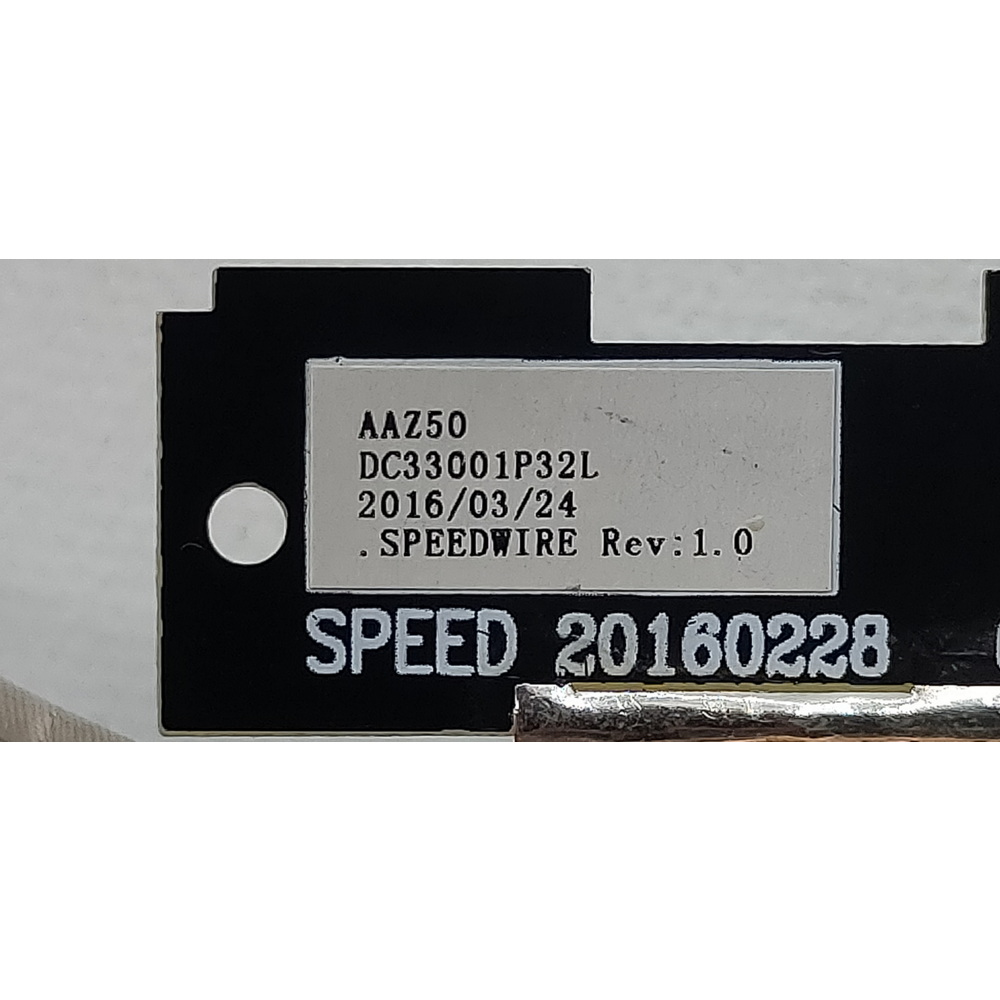 AAZ50
DC33001P32L
2016/03/24
.SPEEDWIRE Rev:1.0
SPEED 20160228